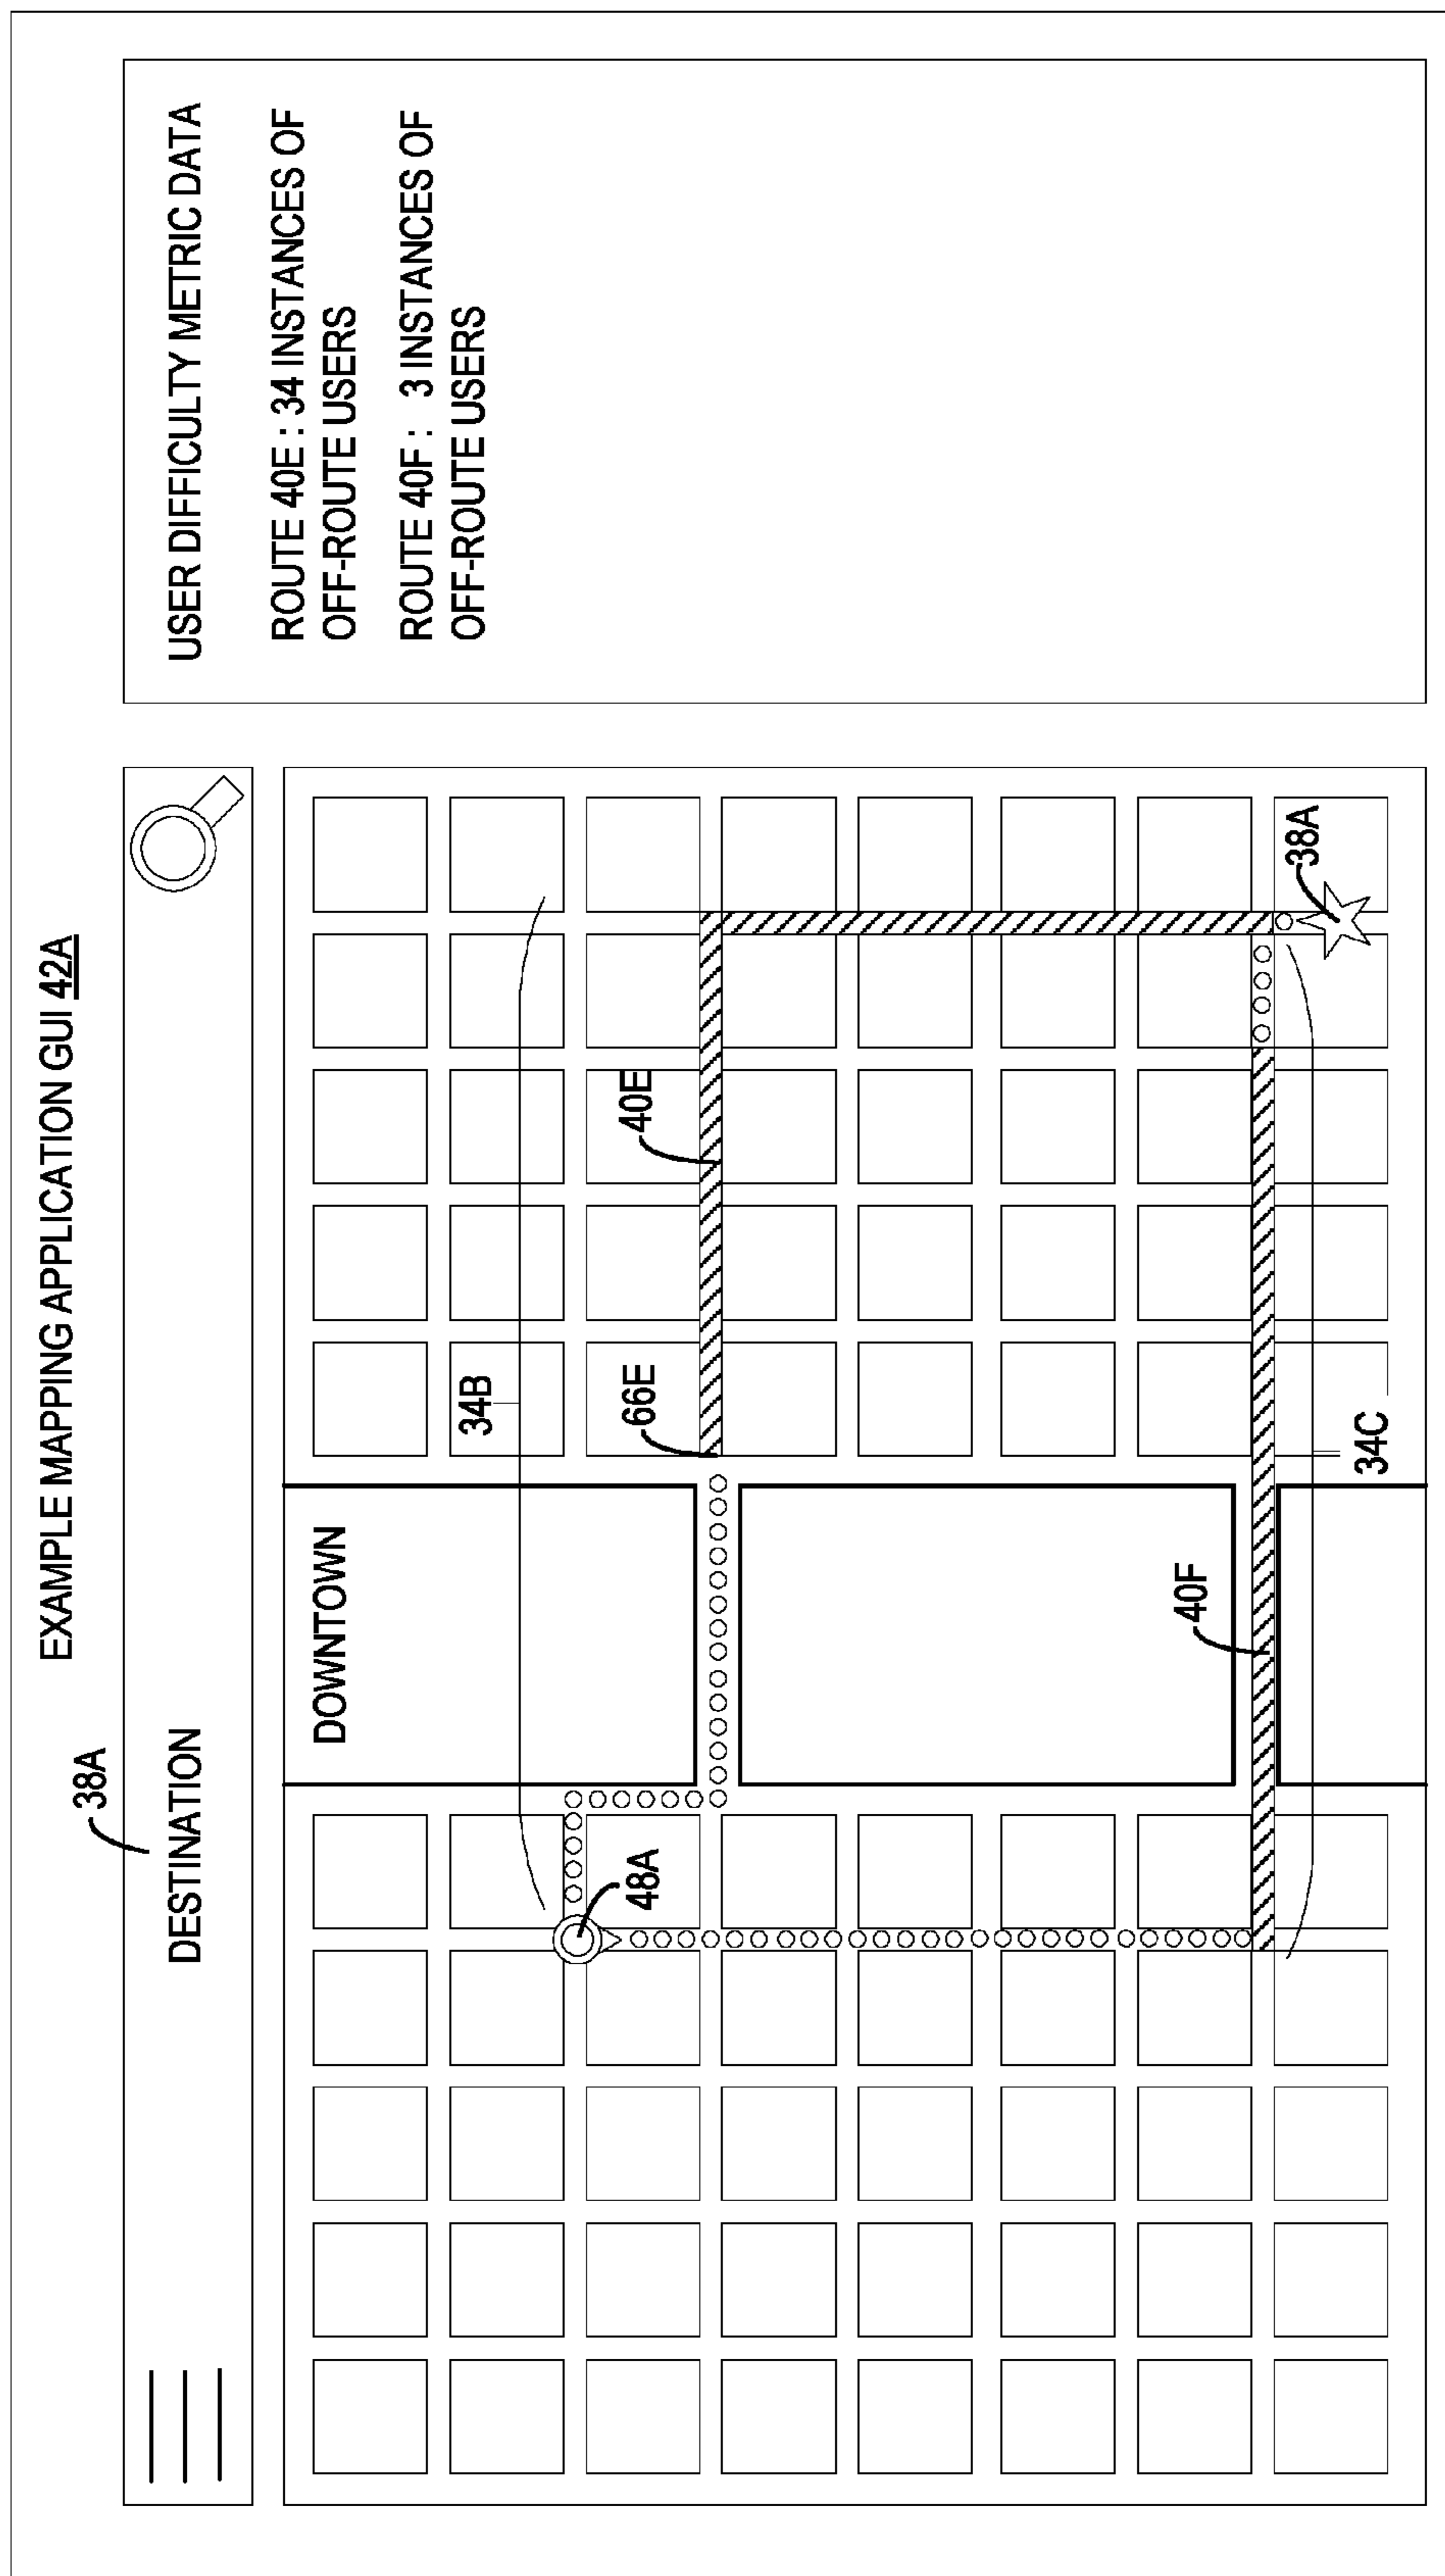 EXAMPLE MAPPING APPLICATION GUI 42A
38A
DESTINATION
USER DIFFICULTY METRIC DATA
ROUTE 40E : 34 INSTANCES OF
OFF-ROUTE USERS
ROUTE 40F : 3 INSTANCES OF
OFF-ROUTE USERS
DOWNTOWN
34B
48A
66E
40E
40F
38A
34C